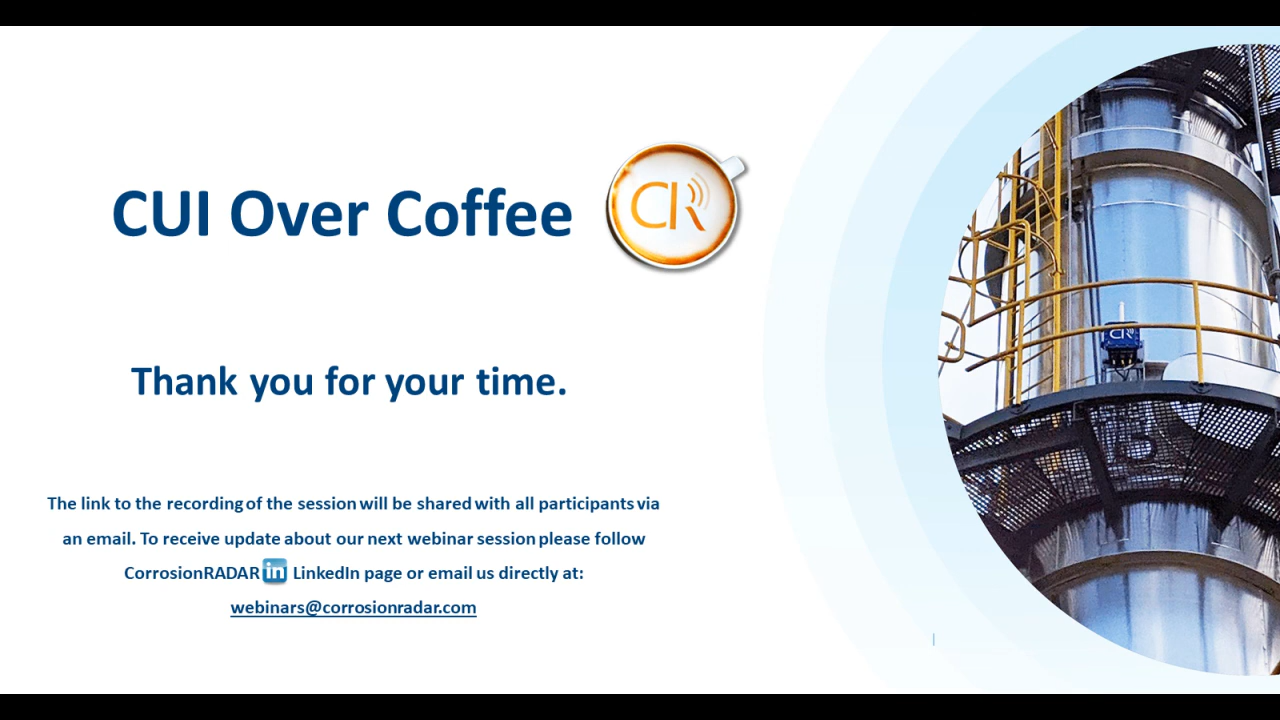 CUI Over Coffee
CR
Thank you for your time.
CR
The link to the recording of the session will be shared with all participants via
an email. To receive update about our next webinar session please follow
CorrosionRADAR in LinkedIn page or email us directly at:
webinars@corrosionradar.com